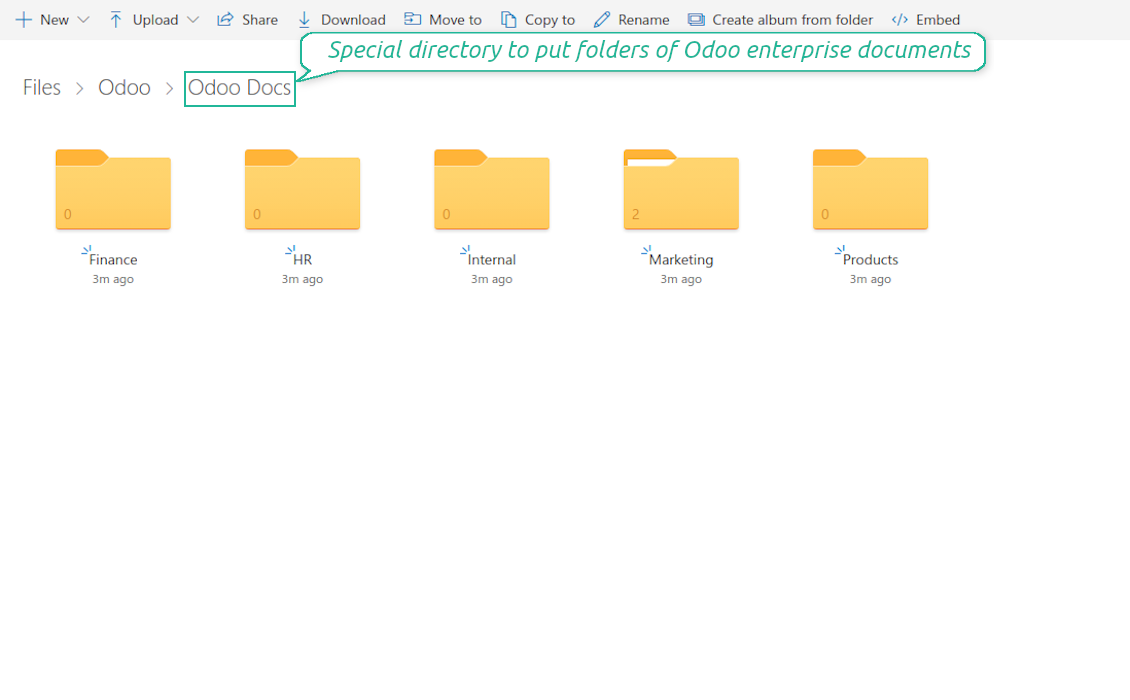 New Upload Share Download Move to Copy to Rename Create album from folder Embed
Special directory to put folders of Odoo enterprise documents
Files > Odoo > Odoo Docs
0 0 0 2 0
Finance HR Internal Marketing Products
3m ago 3m ago 3m ago 3m ago 3m ago